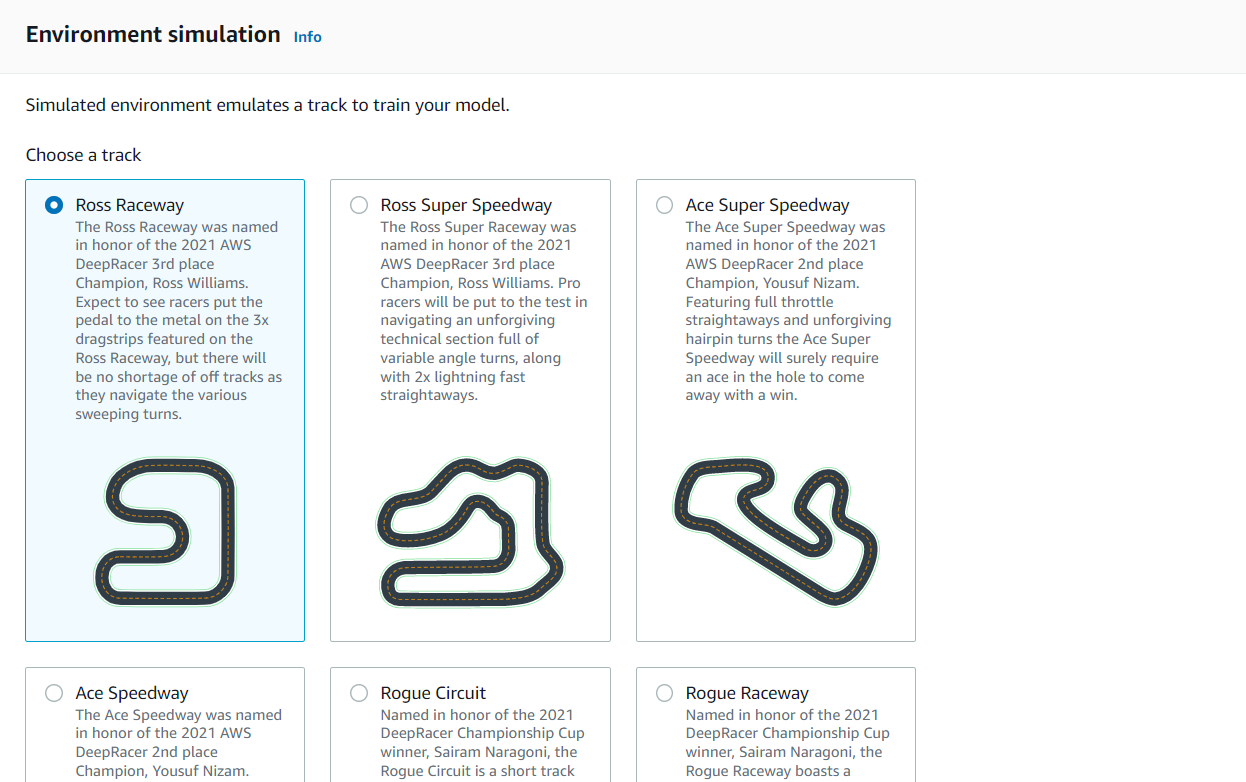 Environment simulation Info
Simulated environment emulates a track to train your model.
Choose a track
Ross Raceway
The Ross Raceway was named
in honor of the 2021 AWS
DeepRacer 3rd place
Champion, Ross Williams.
Expect to see racers put the
pedal to the metal on the 3x
dragstrips featured on the
Ross Raceway, but there will
be no shortage of off tracks as
they navigate the various
sweeping turns.
Ross Super Speedway
The Ross Super Raceway was
named in honor of the 2021
AWS DeepRacer 3rd place
Champion, Ross Williams. Pro
racers will be put to the test in
navigating an unforgiving
technical section full of
variable angle turns, along
with 2x lightning fast
straightaways.
Ace Super Speedway
The Ace Super Speedway was
named in honor of the 2021
AWS DeepRacer 2nd place
Champion, Yousuf Nizam.
Featuring full throttle
straightaways and unforgiving
hairpin turns the Ace Super
Speedway will surely require
an ace in the hole to come
away with a win.
Ace Speedway
The Ace Speedway was named
in honor of the 2021 AWS
DeepRacer 2nd place
Champion, Yousuf Nizam.
Rogue Circuit
Named in honor of the 2021
DeepRacer Championship Cup
winner, Sairam Naragoni, the
Rogue Circuit is a short track
Rogue Raceway
Named in honor of the 2021
DeepRacer Championship Cup
winner, Sairam Naragoni, the
Rogue Raceway boasts a